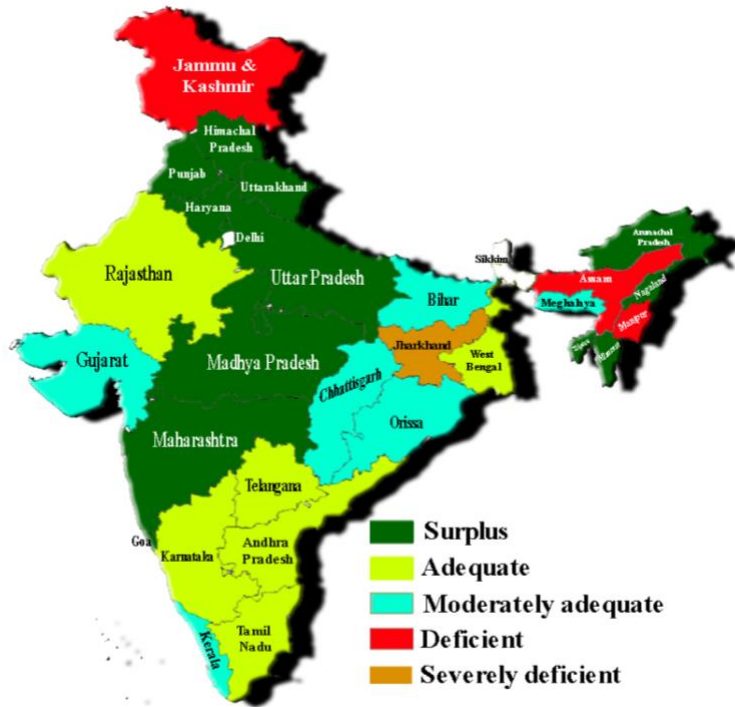 Jammu &
Kashmir
Himachal
Pradesh
Punjab
Uttarakhand
Haryana
Delhi
Rajasthan
Uttar Pradesh
Sikkim
Arunachal
Pradesh
Assam
Nagaland
Meghalya
Manipur
Bihar
Jharkhand
West
Bengal
Gujarat
Madhya Pradesh
Chhattisgarh
Orissa
Maharashtra
Telangana
Goa
Karnataka
Andhra
Pradesh
Tamil
Nadu
Kerala
Surplus
Adequate
Moderately adequate
Deficient
Severely deficient